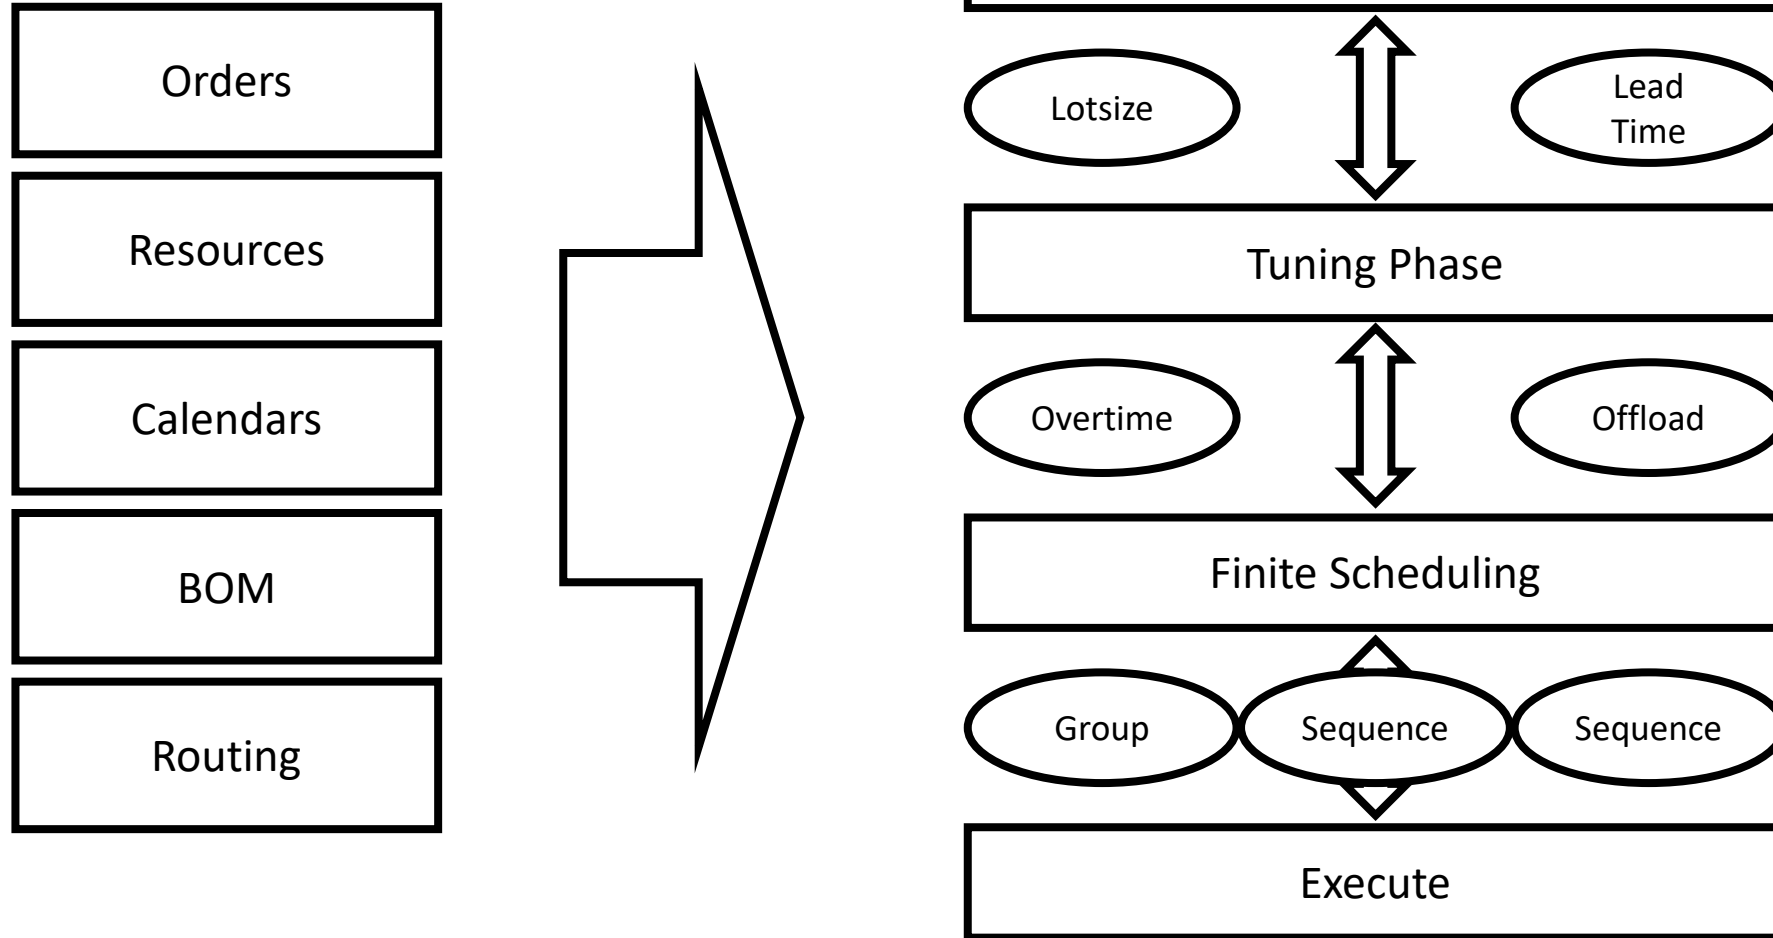 Orders
Resources
Calendars
BOM
Routing
Lotsize
Lead
Time
Tuning Phase
Overtime
Offload
Finite Scheduling
Group
Sequence
Sequence
Execute